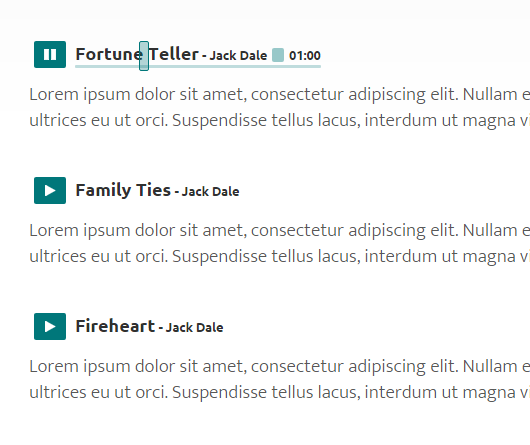 Fortune Teller - Jack Dale 01:00
Lorem ipsum dolor sit amet, consectetur adipiscing elit. Nullam
ultrices eu ut orci. Suspendisse tellus lacus, interdum ut magna
Family Ties - Jack Dale
Lorem ipsum dolor sit amet, consectetur adipiscing elit. Nullam
ultrices eu ut orci. Suspendisse tellus lacus, interdum ut magna
Fireheart - Jack Dale
Lorem ipsum dolor sit amet, consectetur adipiscing elit. Nullam
ultrices eu ut orci. Suspendisse tellus lacus, interdum ut magna